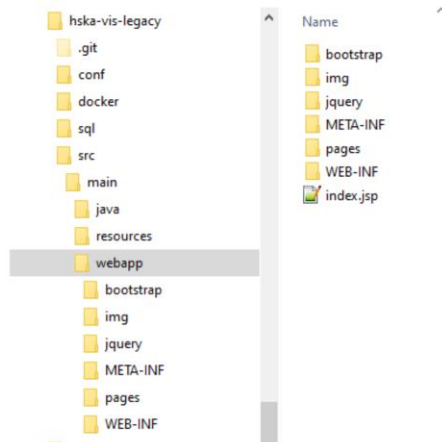 hska-vis-legacy
.git
conf
docker
sql
src
main
java
resources
webapp
bootstrap
img
jquery
META-INF
pages
WEB-INF
Name
bootstrap
img
jquery
META-INF
pages
WEB-INF
index.jsp